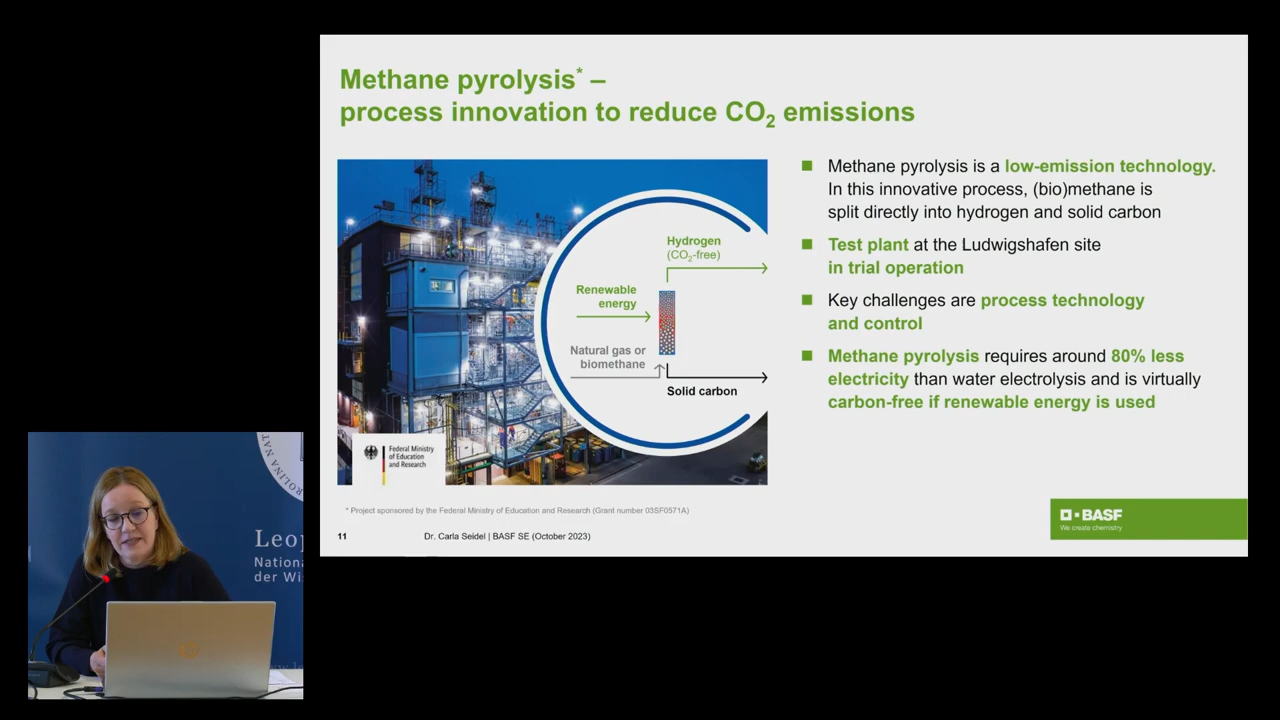 Methane pyrolysis* –
process innovation to reduce CO₂ emissions
Hydrogen
(CO₂-free)
Renewable
energy
Natural gas or
biomethane
Solid carbon
Federal Ministry
of Education
and Research
Methane pyrolysis is a low-emission technology.
In this innovative process, (bio)methane is
split directly into hydrogen and solid carbon
Test plant at the Ludwigshafen site
in trial operation
Key challenges are process technology
and control
Methane pyrolysis requires around 80% less
electricity than water electrolysis and is virtually
carbon-free if renewable energy is used
* Project sponsored by the Federal Ministry of Education and Research (Grant number 03SF0571A)
11
Dr. Carla Seidel | BASF SE (October 2023)
BASF
We create chemistry
OLINA NAT
Leop
Nationa
der Wi